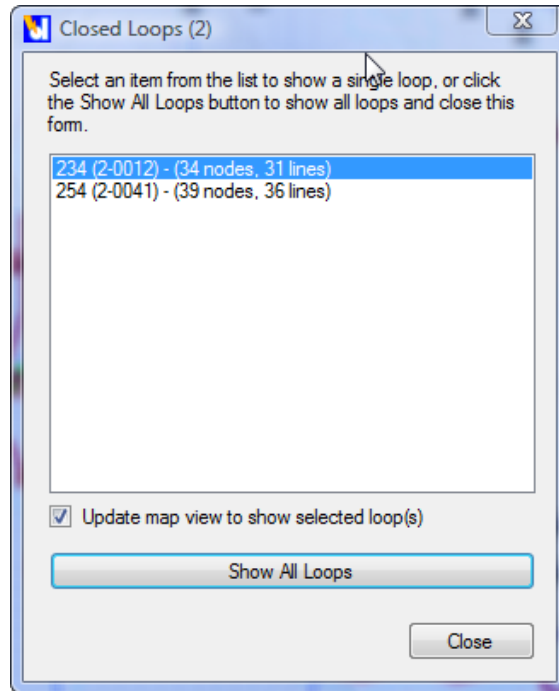 Closed Loops (2)
Select an item from the list to show a single loop, or click
the Show All Loops button to show all loops and close this
form.
234 (2-0012) - (34 nodes, 31 lines)
254 (2-0041) - (39 nodes, 36 lines)
Update map view to show selected loop(s)
Show All Loops
Close